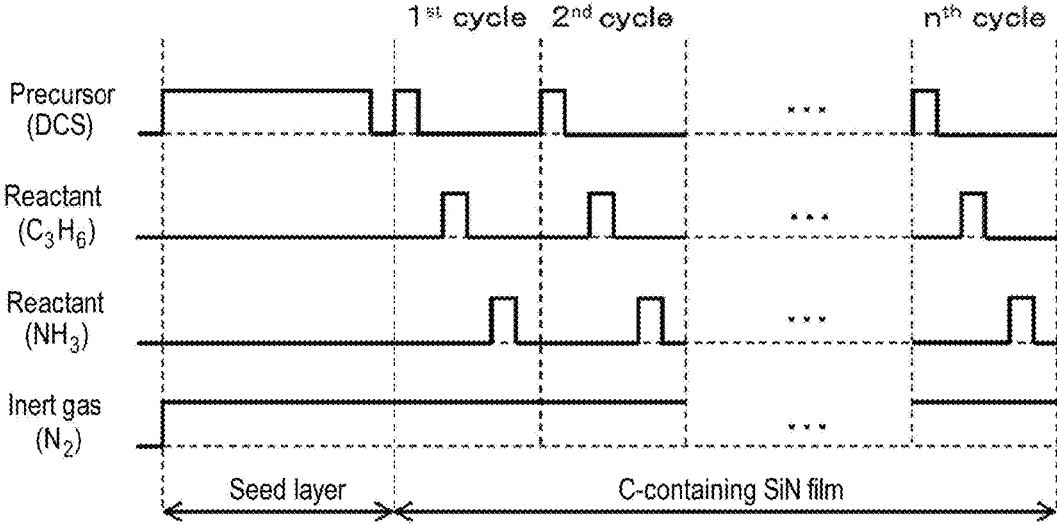 1st cycle 2nd cycle nth cycle
Precursor
(DCS)
...
Reactant
(C3H6)
...
Reactant
(NH3)
...
Inert gas
(N2)
...
Seed layer C-containing SiN film